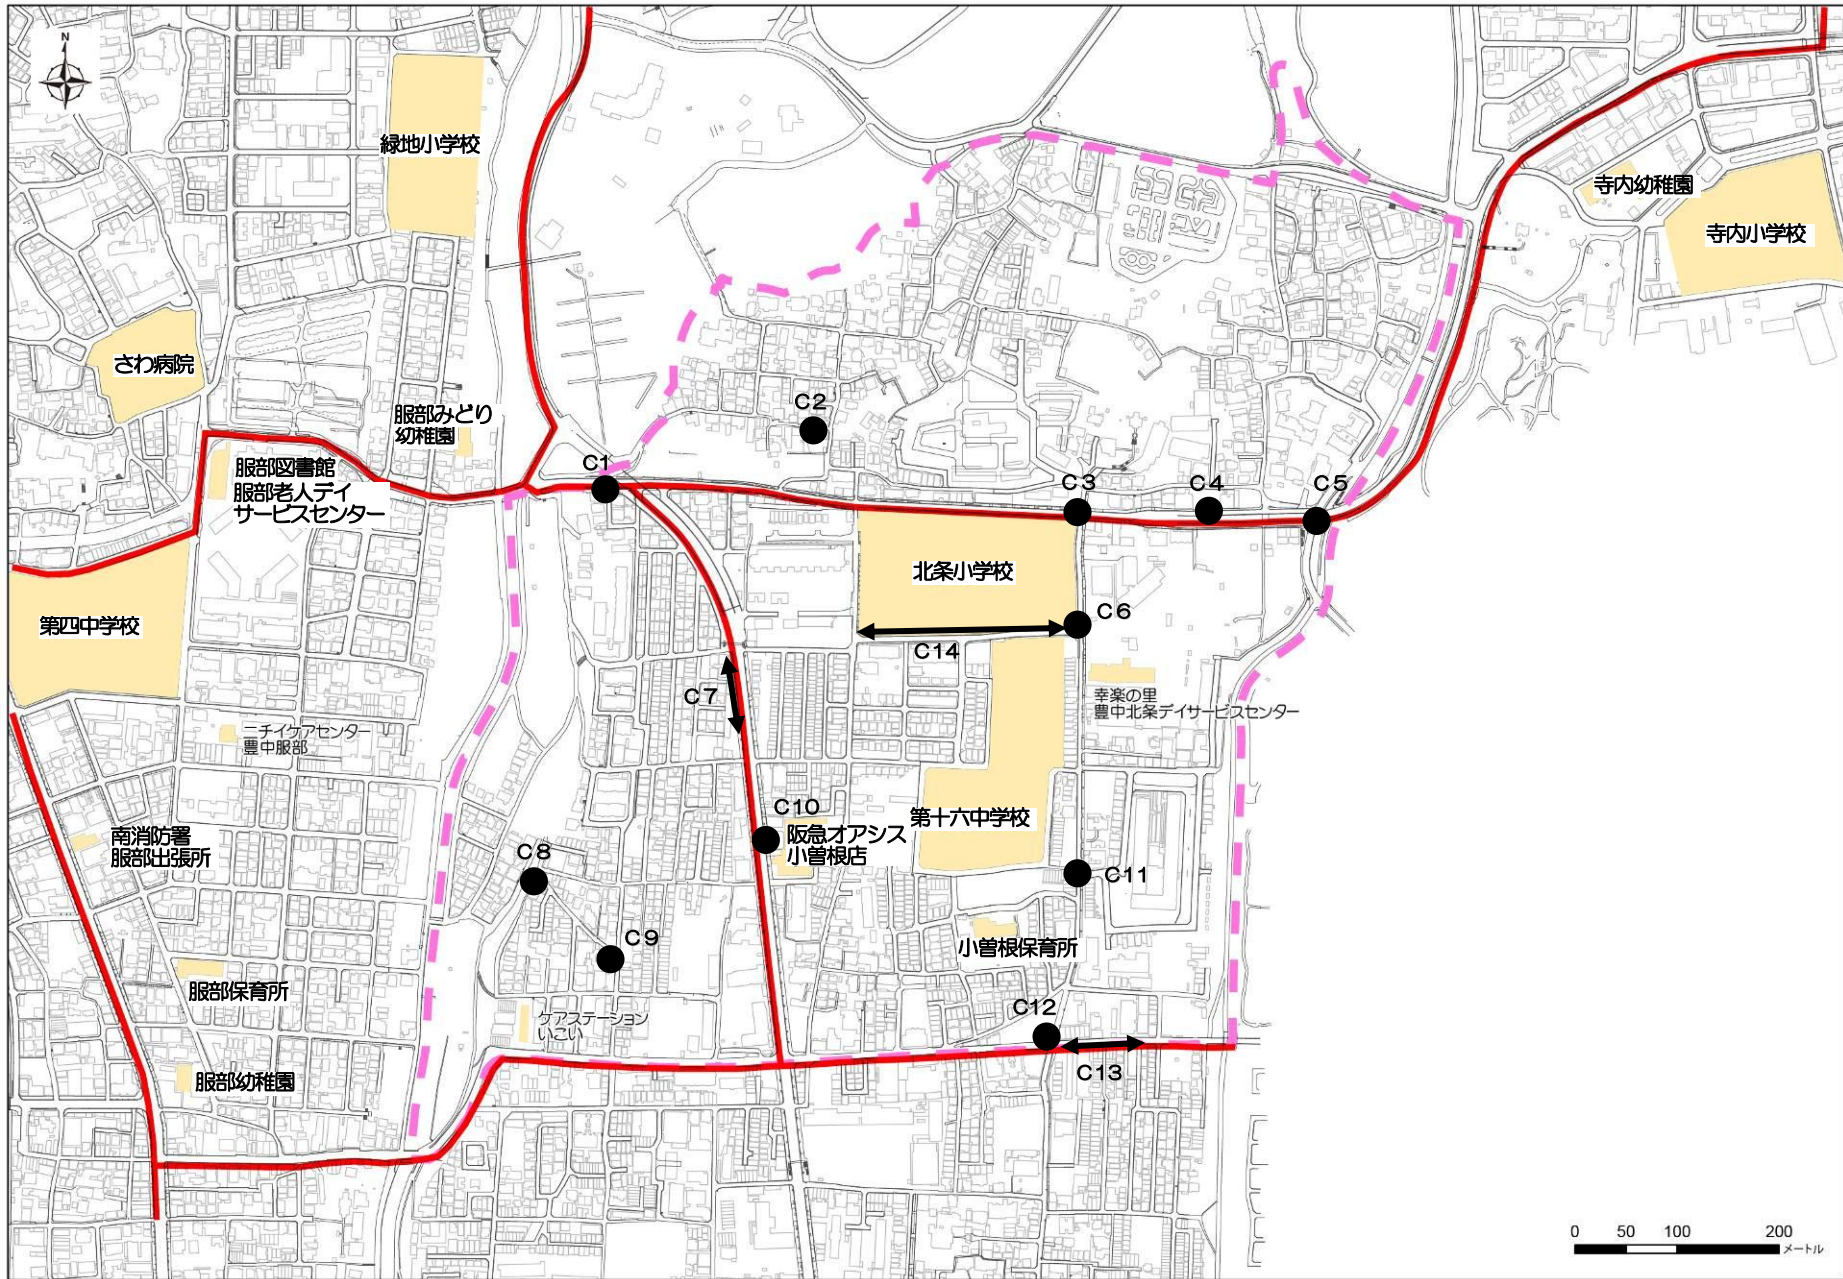 N
緑地小学校
寺内幼稚園
寺内小学校
さわ病院
服部みどり
幼稚園
C2
服部図書館
服部老人デイ
サービスセンター
C1
C3
C4
C5
北条小学校
第四中学校
C6
C14
C7
幸楽の里
豊中北条デイサービスセンター
ニチイケアセンター
豊中服部
C10
阪急オアシス
小曽根店
第十六中学校
南消防署
服部出張所
C8
C11
C9
小曽根保育所
服部保育所
ケアステーション
いこい
C12
C13
服部幼稚園
0 50 100 200
メートル